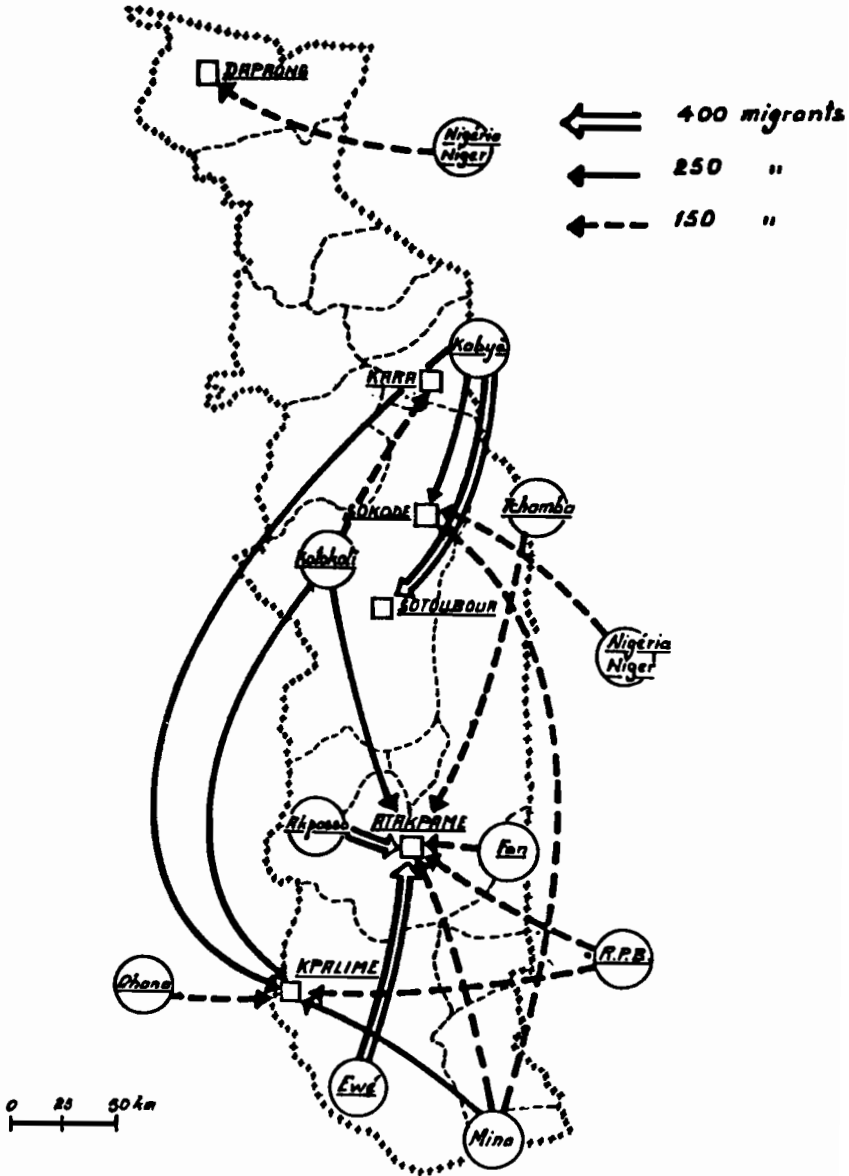 DAPAONG
Nigéria
Niger
400 migrants
250 "
150 "
Kabyè
KARA
SOKODE
Tchamba
Kotokoli
SOTOUBOUR
Nigéria
Niger
Akposso
ATAKPAME
Fon
R.P.B.
KPALIME
Ghana
Ewé
Mina
0 25 50 km